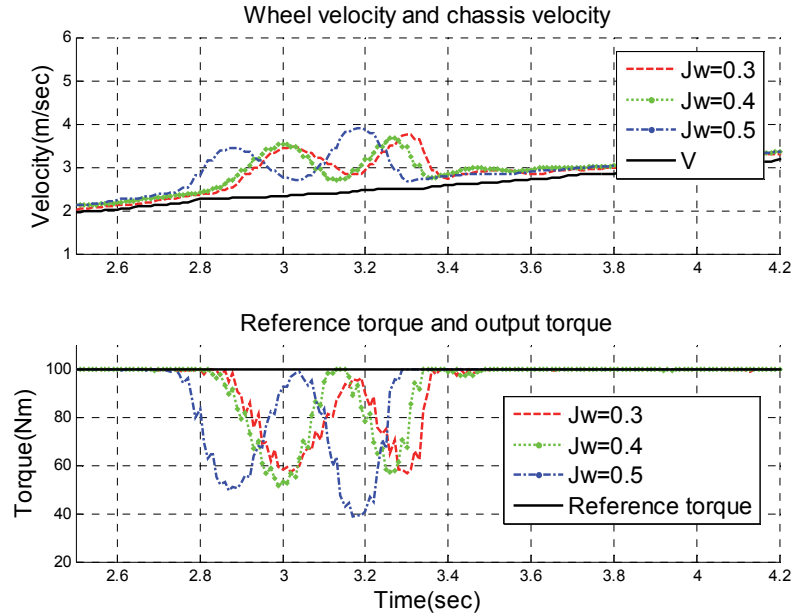 Wheel velocity and chassis velocity
6
5
4
3
2
1
Velocity(m/sec)
Jw=0.3
Jw=0.4
Jw=0.5
V
2.6 2.8 3 3.2 3.4 3.6 3.8 4 4.2
Reference torque and output torque
100
80
60
40
20
Torque(Nm)
Jw=0.3
Jw=0.4
Jw=0.5
Reference torque
2.6 2.8 3 3.2 3.4 3.6 3.8 4 4.2
Time(sec)